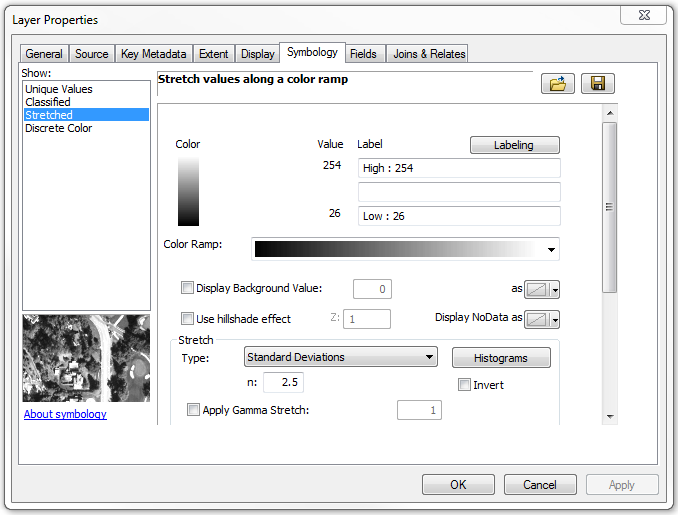 Layer Properties
General Source Key Metadata Extent Display Symbology Fields Joins & Relates
Show:
Unique Values
Classified
Stretched
Discrete Color
About symbology
Stretch values along a color ramp
Color Value Label Labeling
254 High : 254
26 Low : 26
Color Ramp:
Display Background Value: 0 as
Use hillshade effect Z: 1 Display NoData as
Stretch
Type: Standard Deviations Histograms
n: 2.5 Invert
Apply Gamma Stretch: 1
OK Cancel Apply